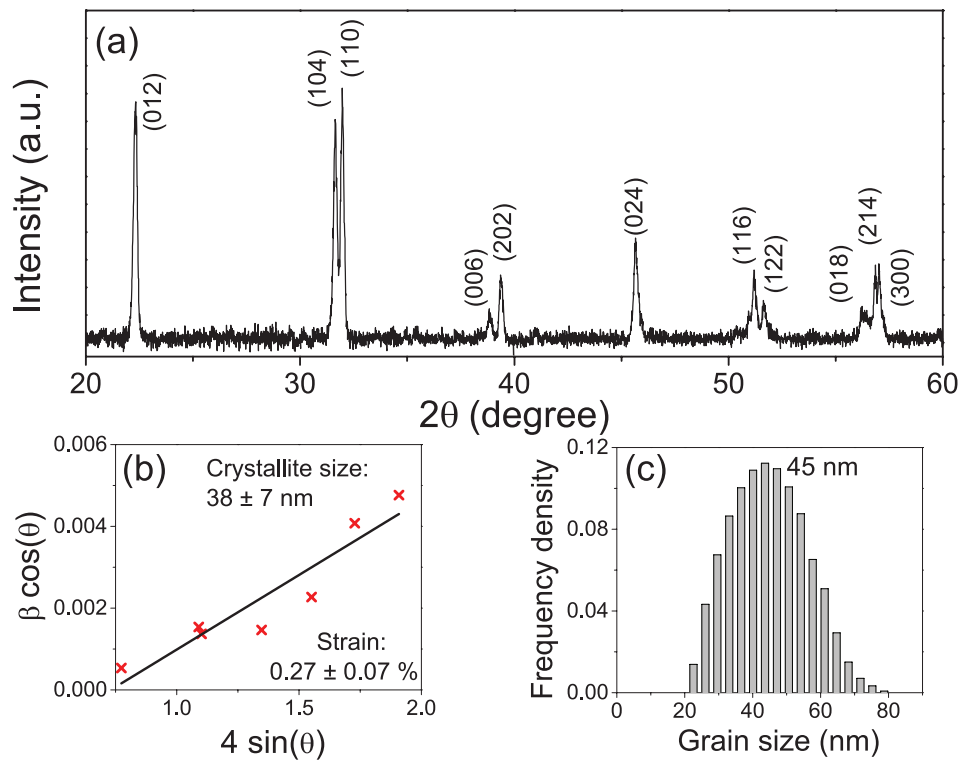 (a)
Intensity (a.u.)
(012)
(104)
(110)
(006)
(202)
(024)
(116)
(122)
(018)
(214)
(300)
20 30 40 50 60
2θ (degree)
(b)
Crystallite size:
38 ± 7 nm
Strain:
0.27 ± 0.07 %
β cos(θ)
0.006
0.004
0.002
0.000
1.0 1.5 2.0
4 sin(θ)
(c)
45 nm
Frequency density
0.12
0.08
0.04
0.00
0 20 40 60 80
Grain size (nm)